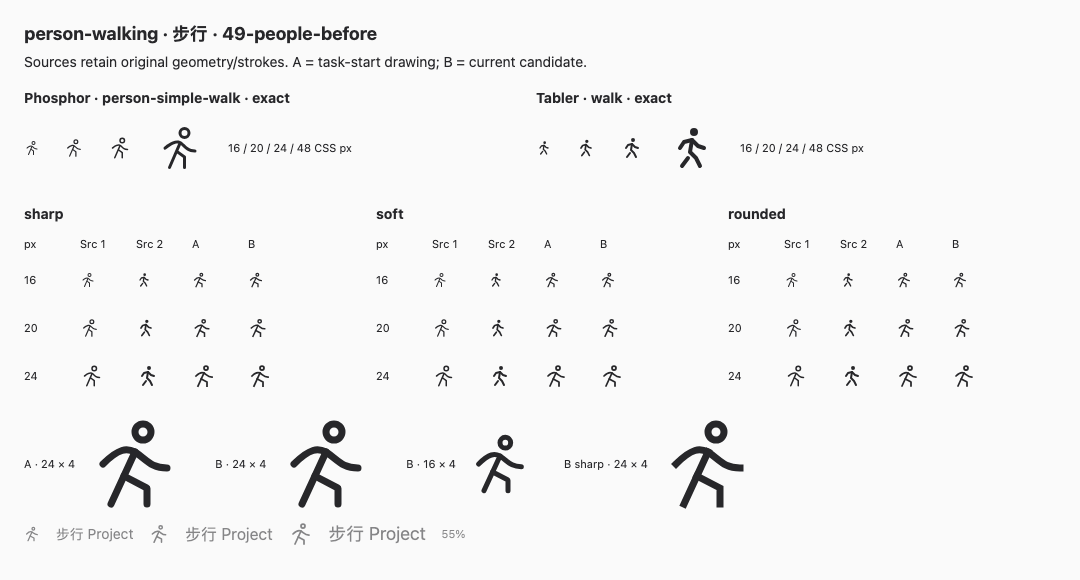 person-walking · 步行 · 49-people-before
Sources retain original geometry/strokes. A = task-start drawing; B = current candidate.
Phosphor · person-simple-walk · exact
16 / 20 / 24 / 48 CSS px
Tabler · walk · exact
16 / 20 / 24 / 48 CSS px
sharp
px Src 1 Src 2 A B
16
20
24
soft
px Src 1 Src 2 A B
16
20
24
rounded
px Src 1 Src 2 A B
16
20
24
A · 24 × 4
B · 24 × 4
B · 16 × 4
B sharp · 24 × 4
步行 Project 步行 Project 步行 Project 55%